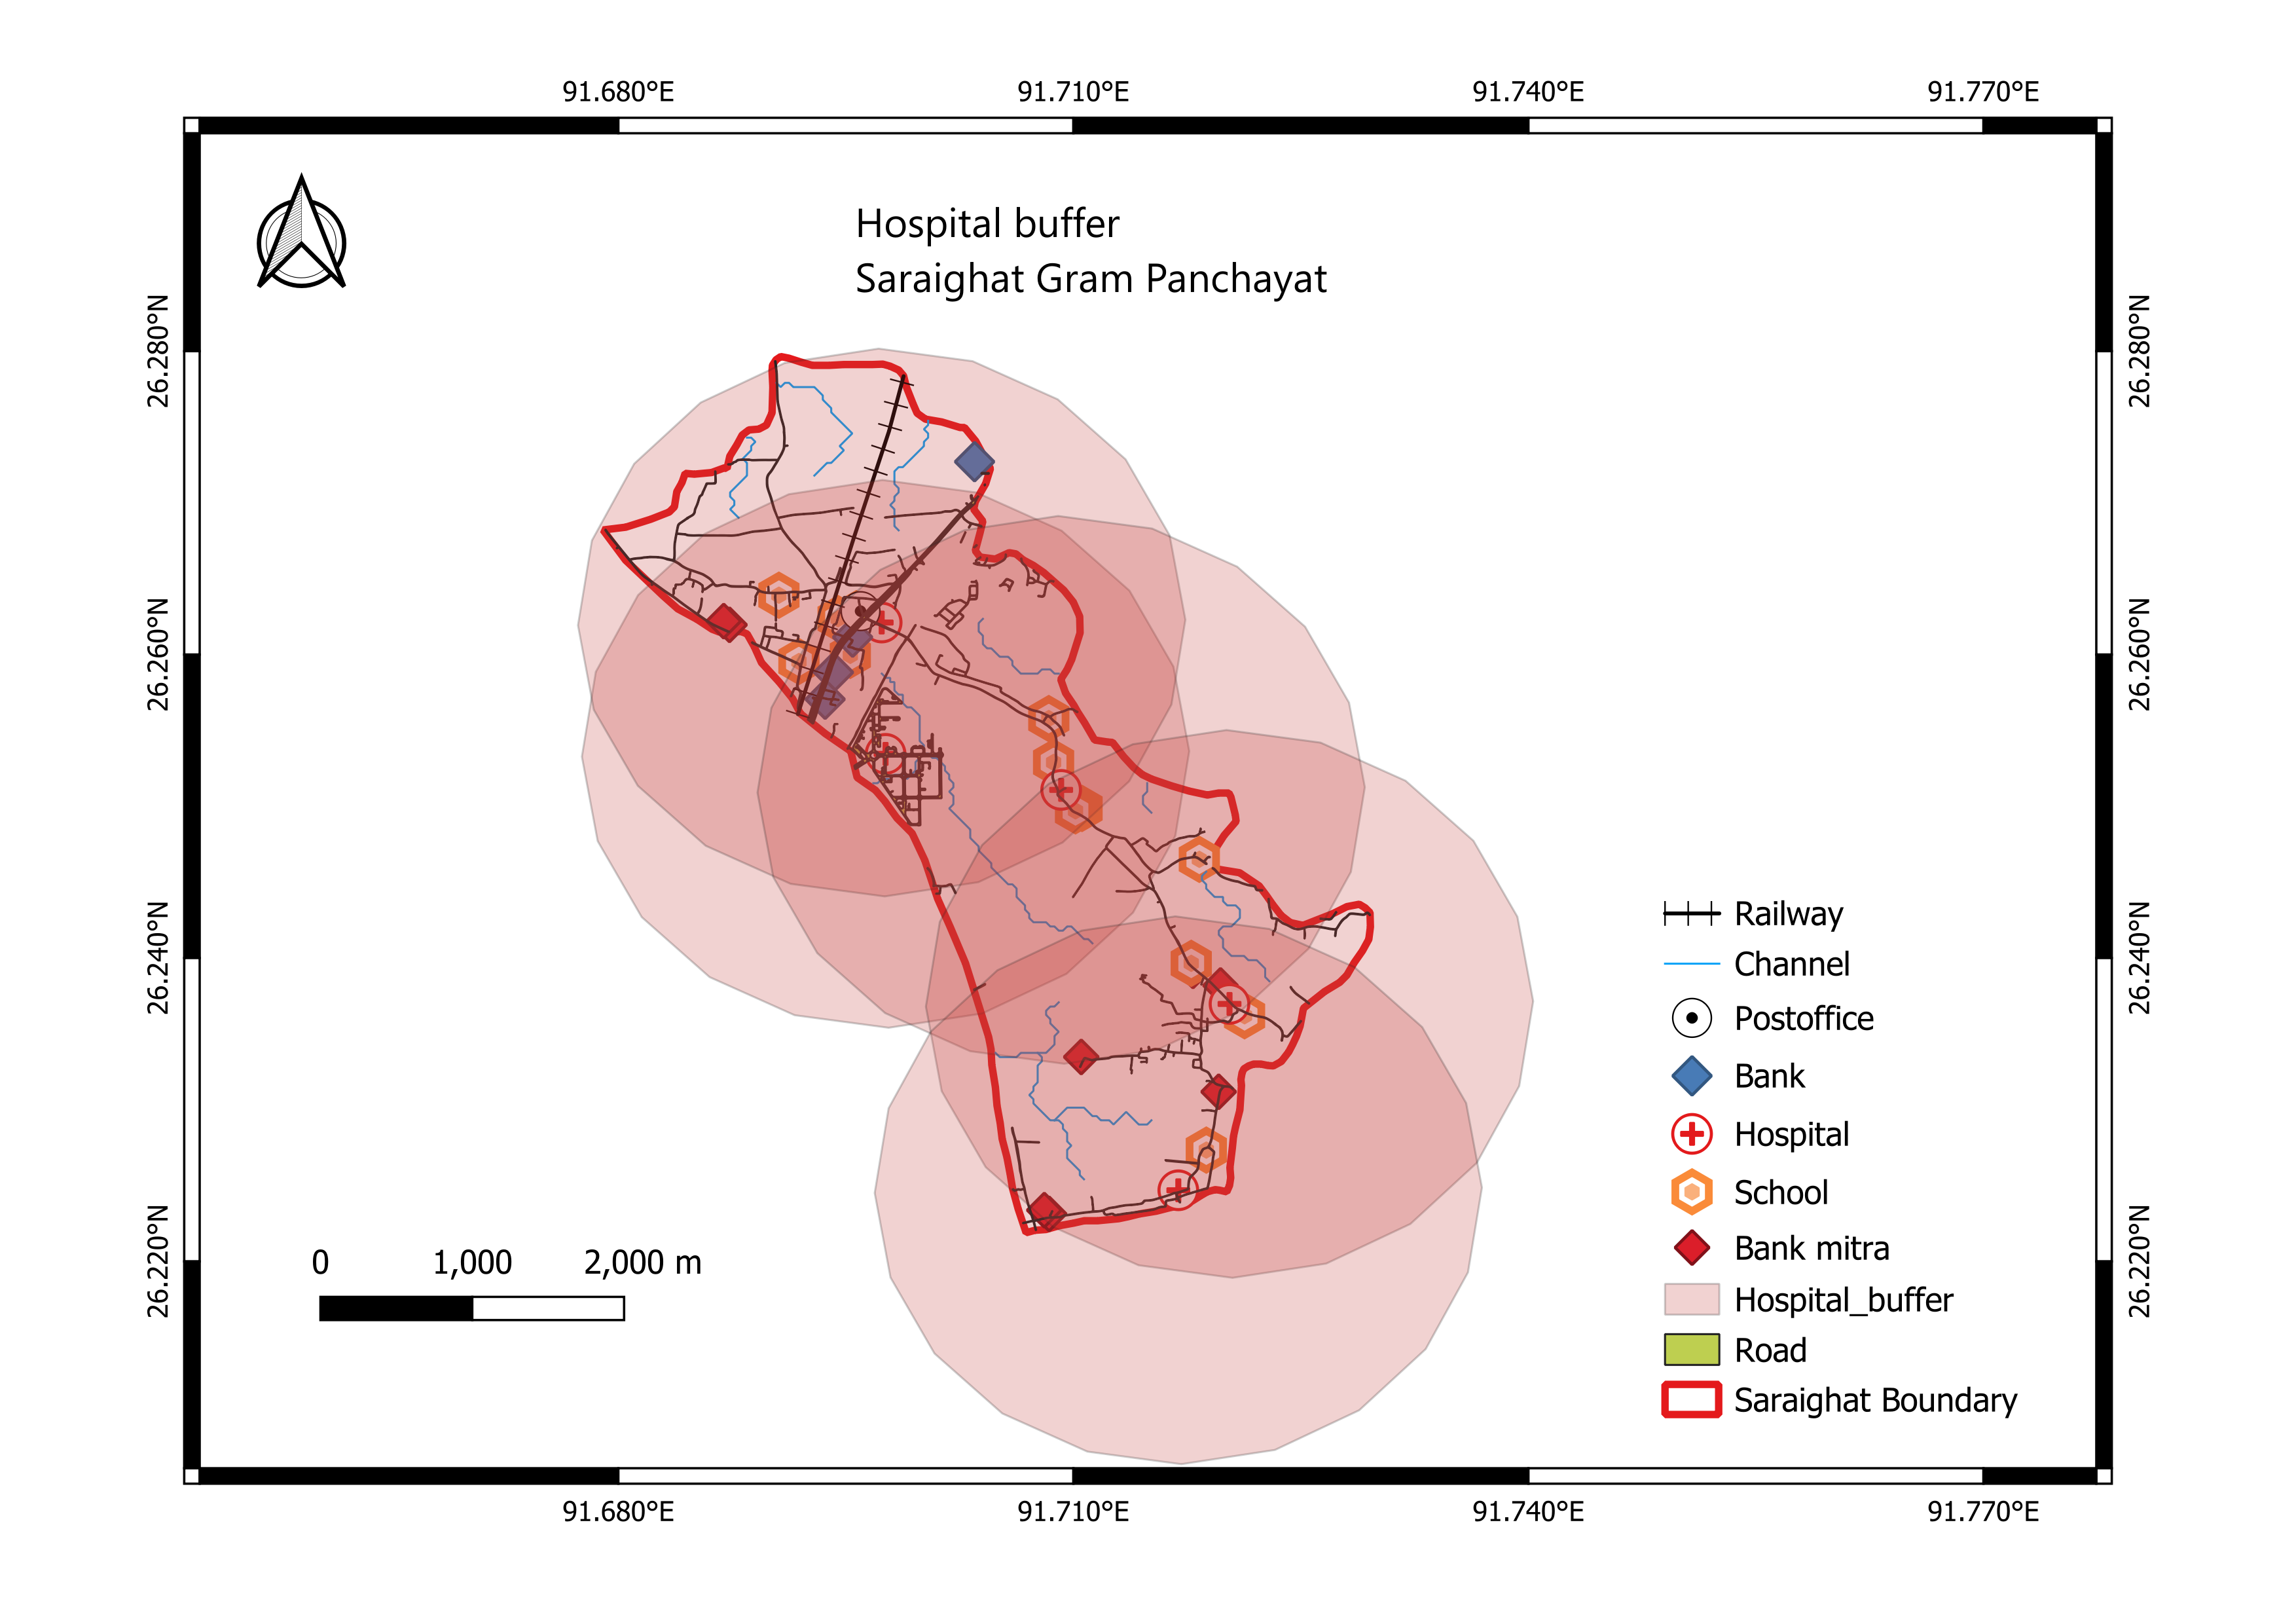 91.680°E 91.710°E 91.740°E 91.770°E
Hospital buffer
Saraighat Gram Panchayat
26.280°N
26.260°N
26.240°N
26.220°N
26.280°N
26.260°N
26.240°N
26.220°N
Railway
Channel
Postoffice
Bank
Hospital
School
Bank mitra
Hospital_buffer
Road
Saraighat Boundary
0 1,000 2,000 m
91.680°E 91.710°E 91.740°E 91.770°E